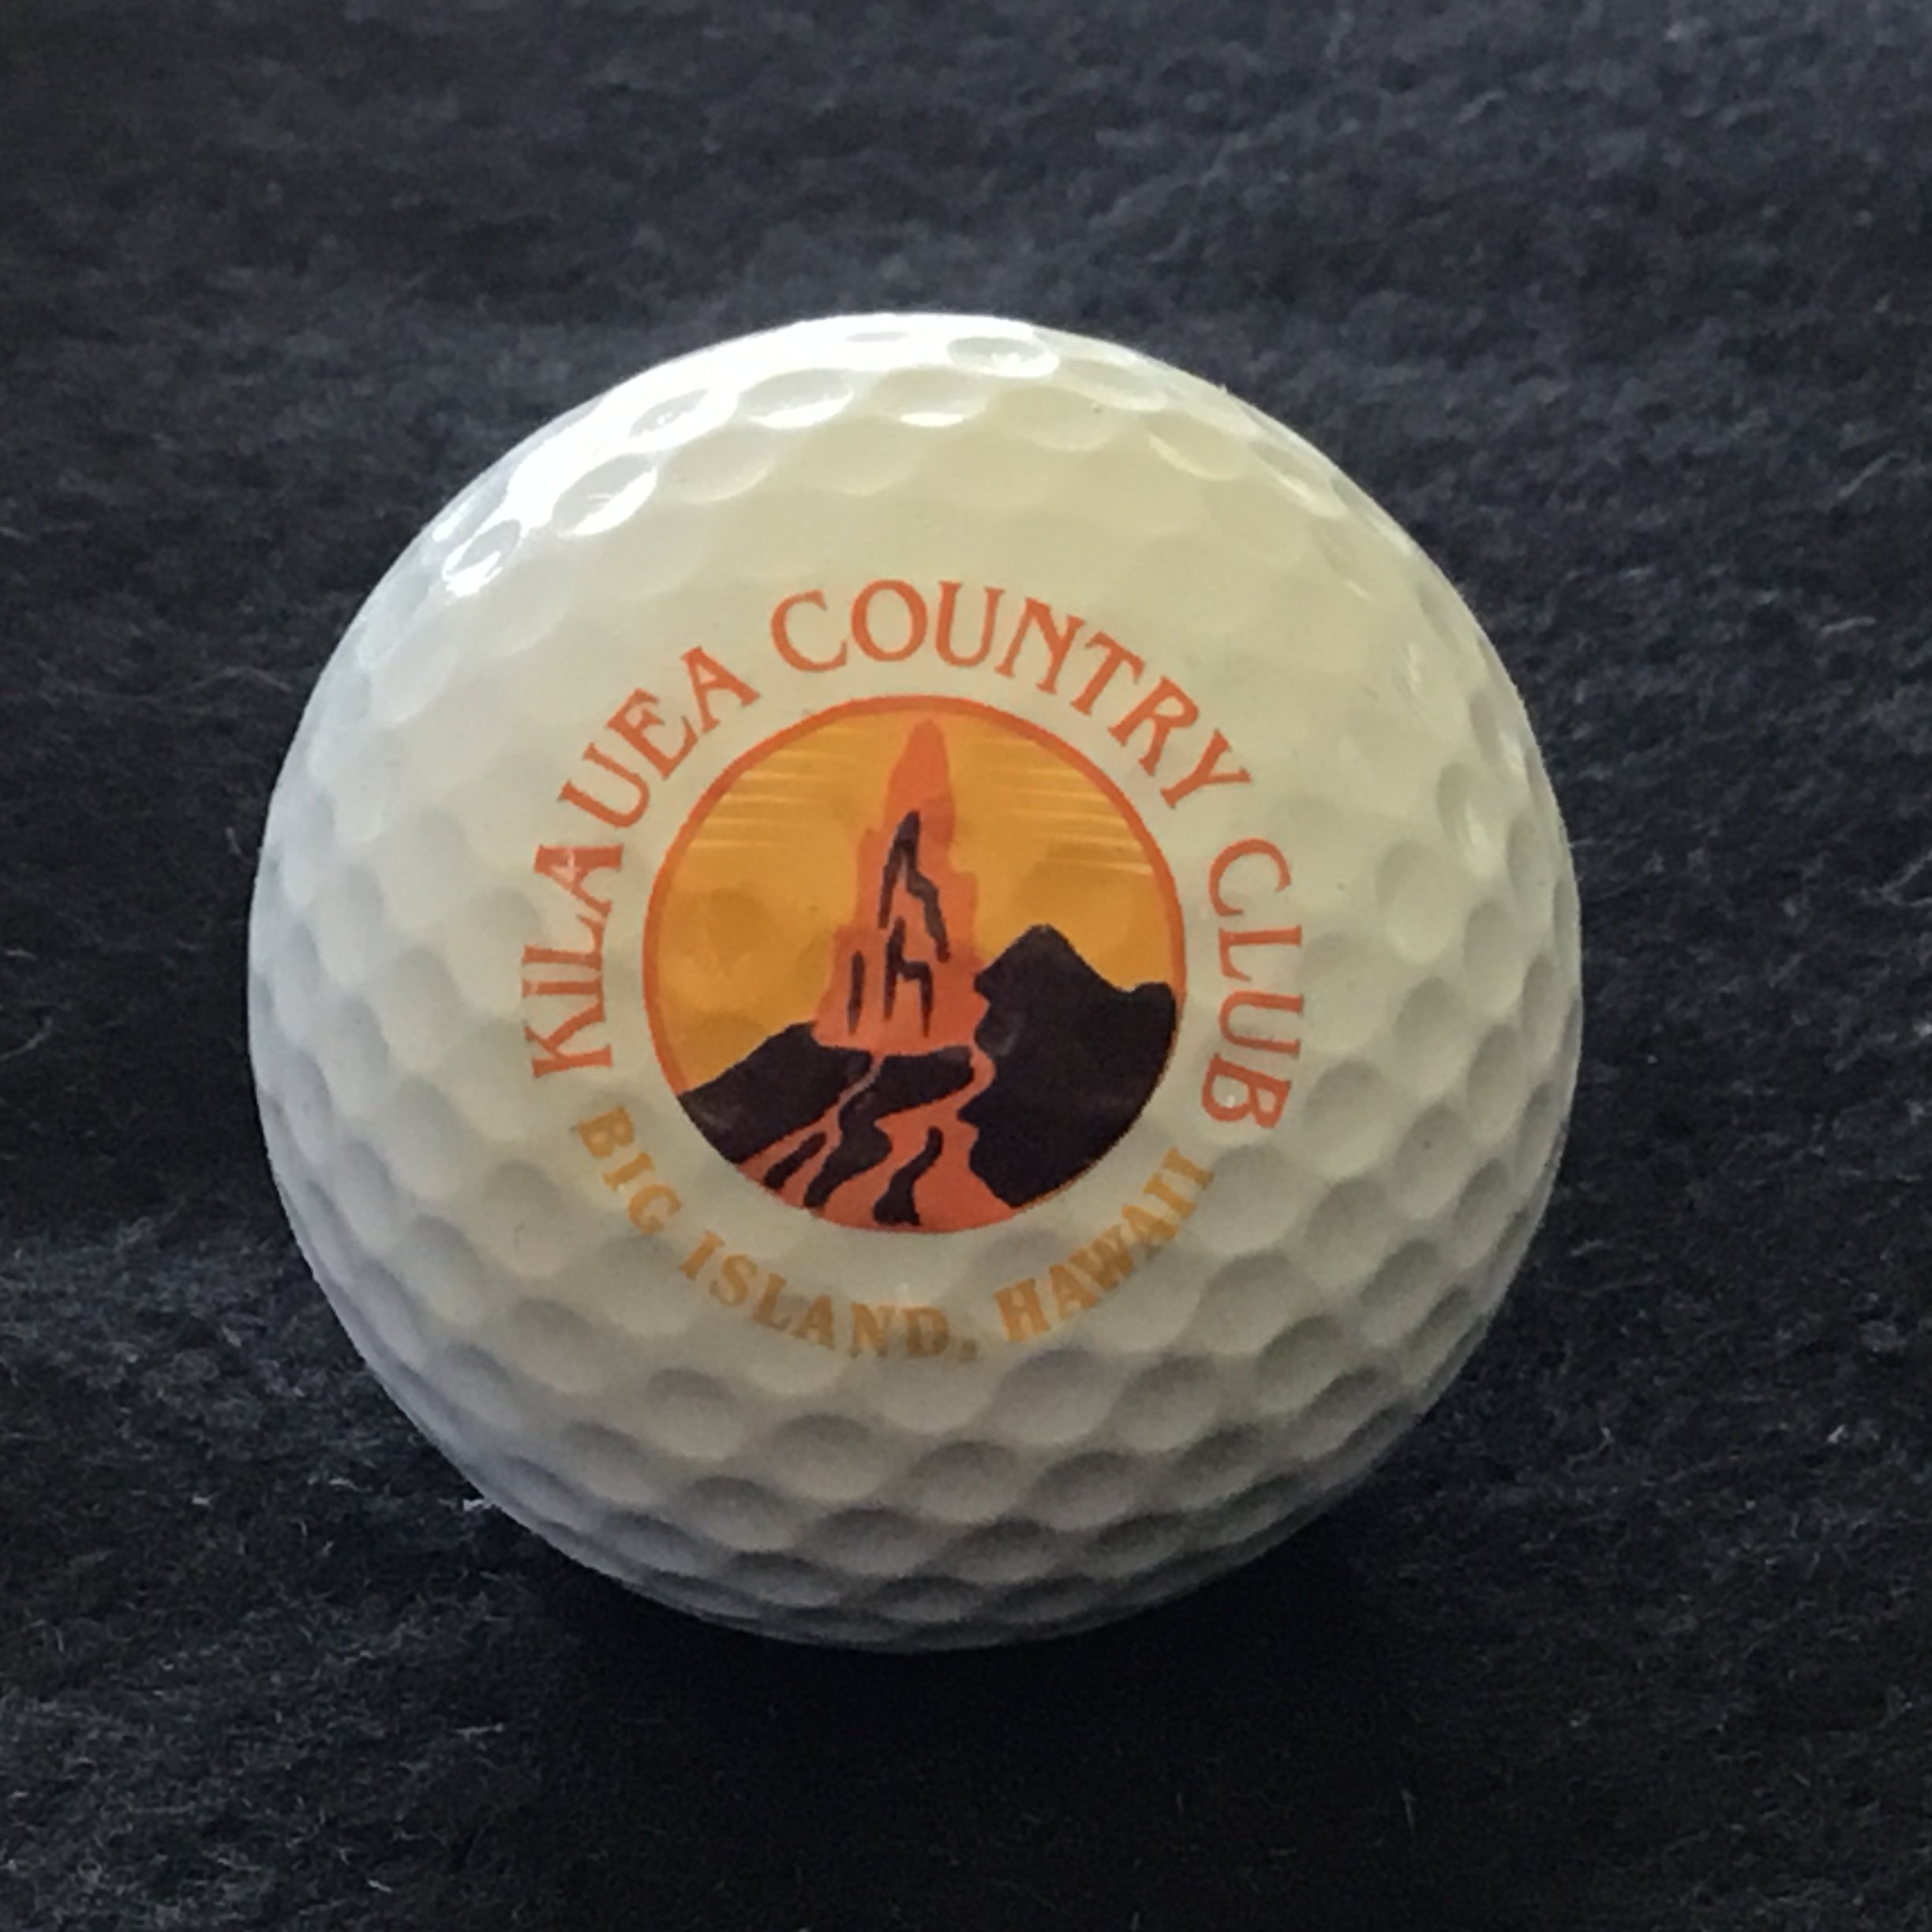 KILAUEA COUNTRY CLUB
BIG ISLAND, HAWAII